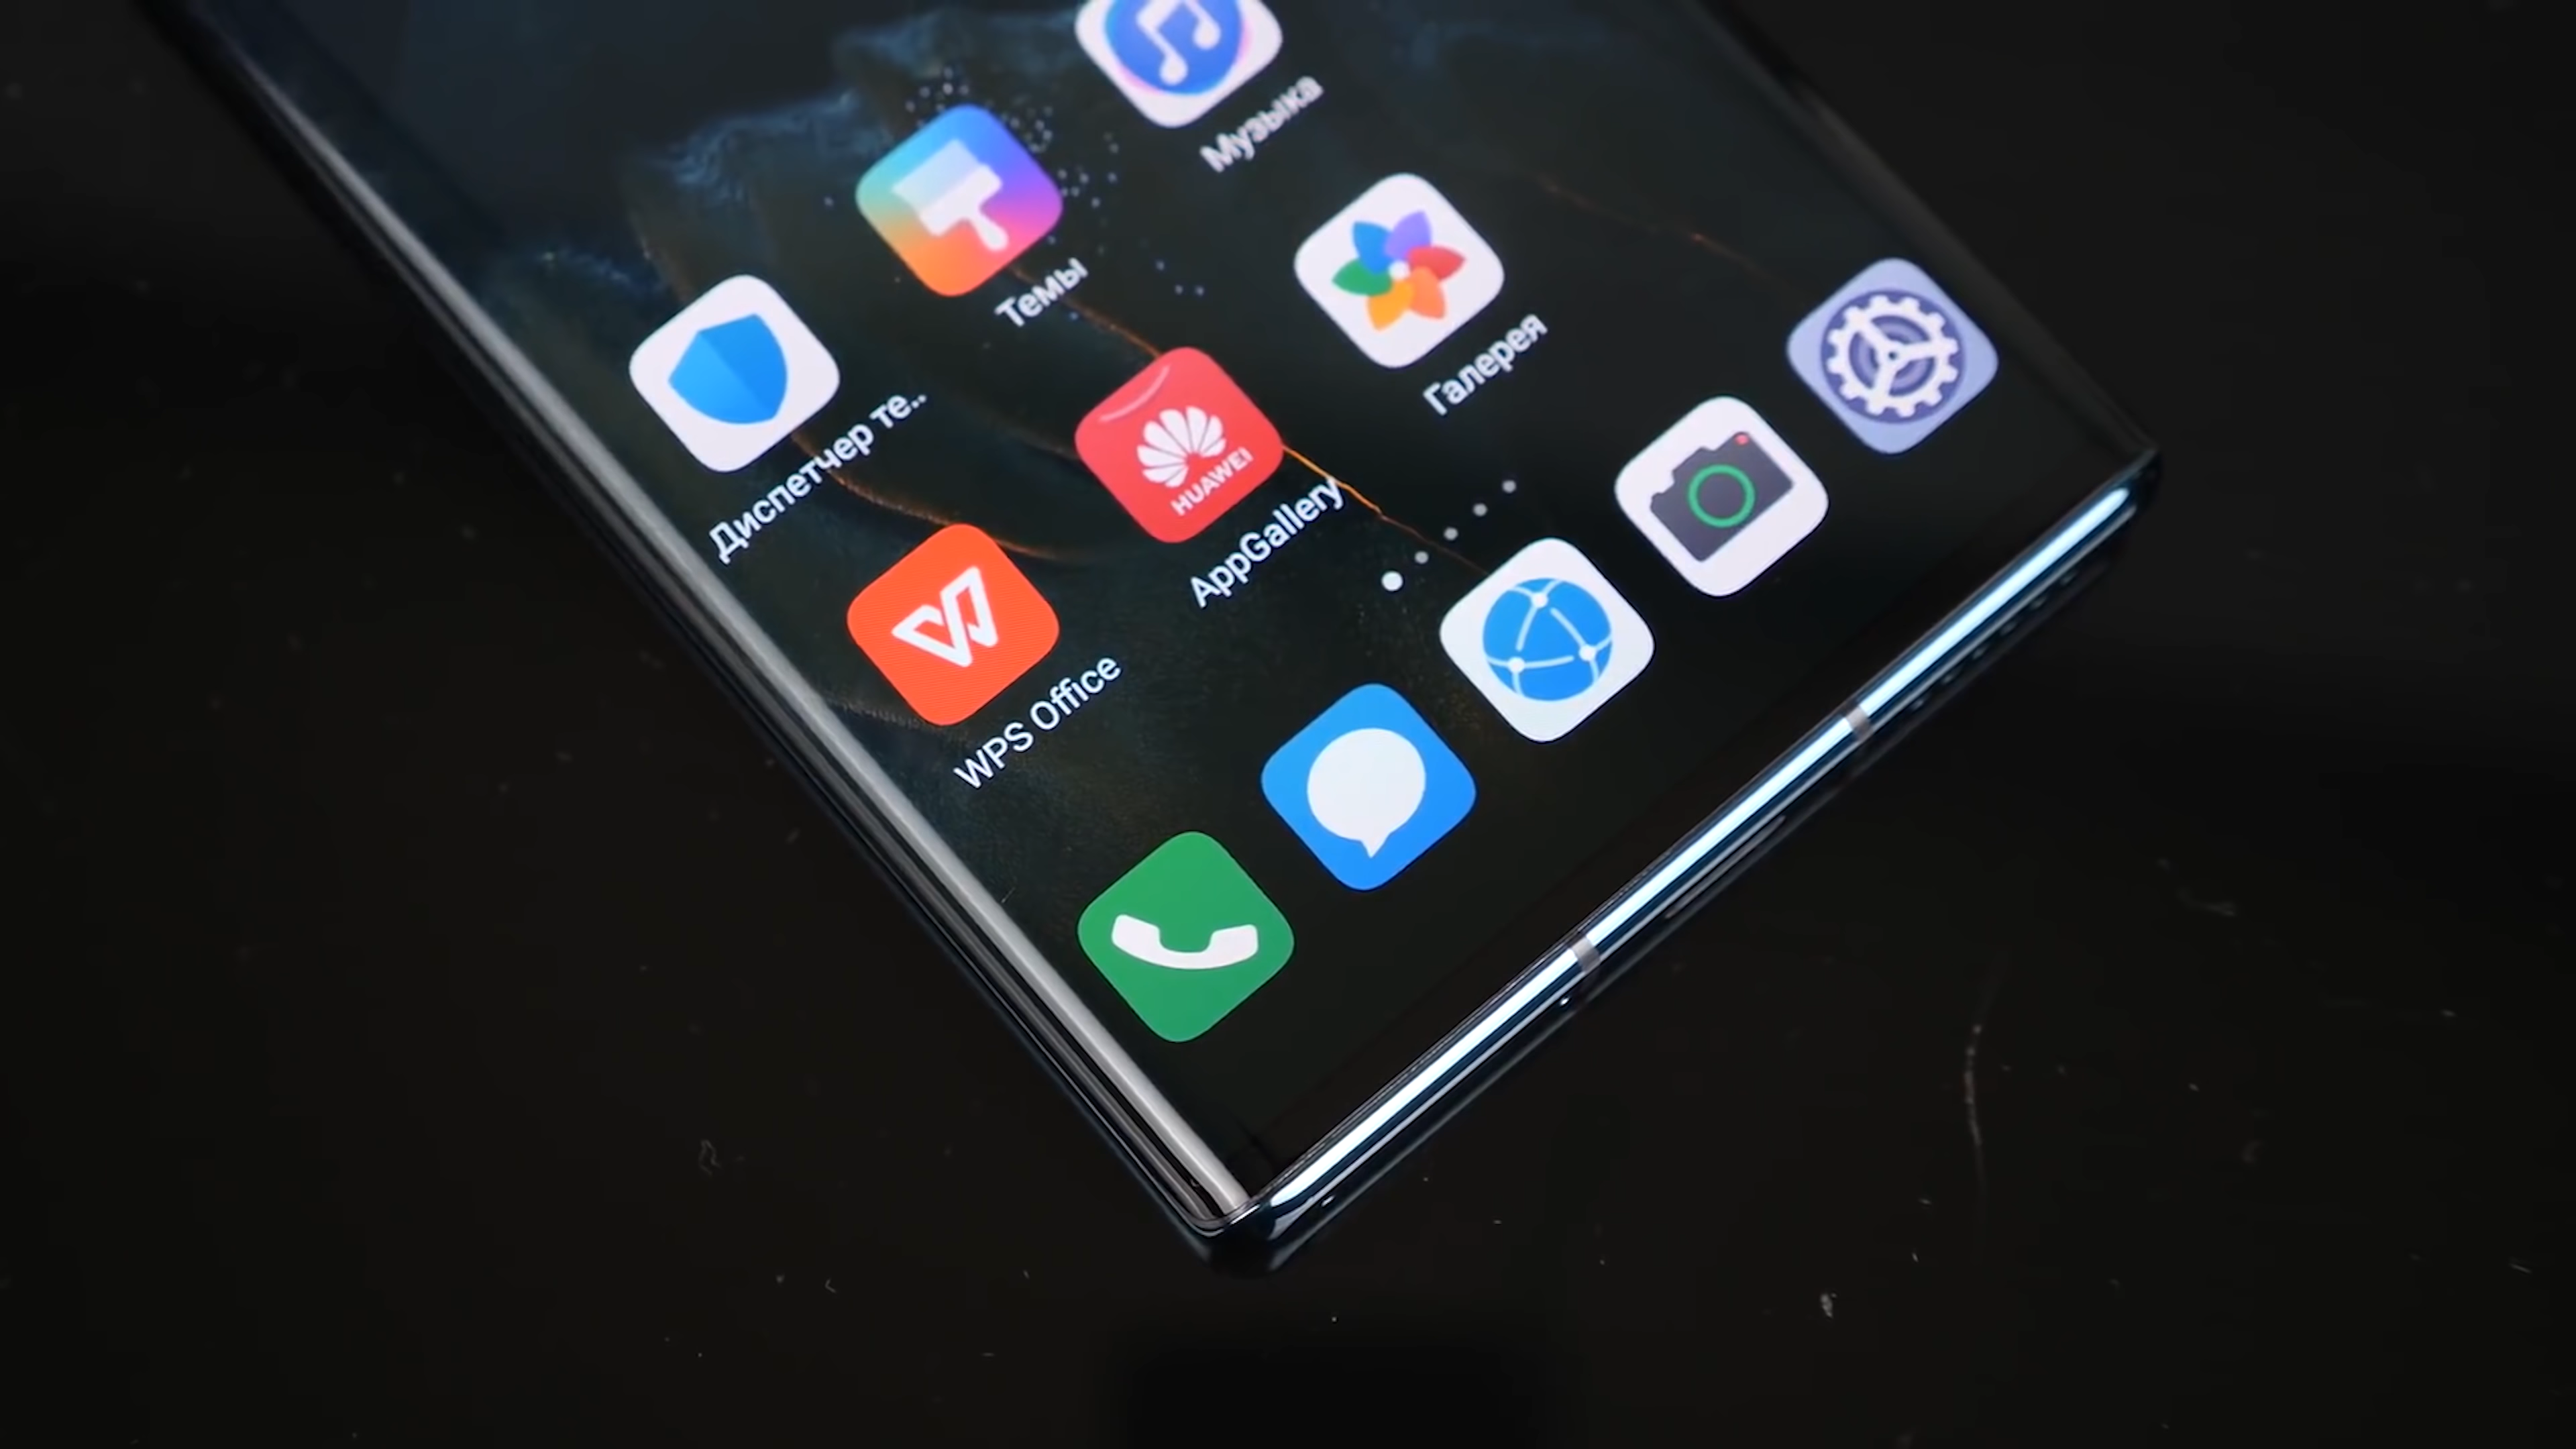 Музыка
Темы
Галерея
Диспетчер те..
HUAWEI
AppGallery
WPS Office